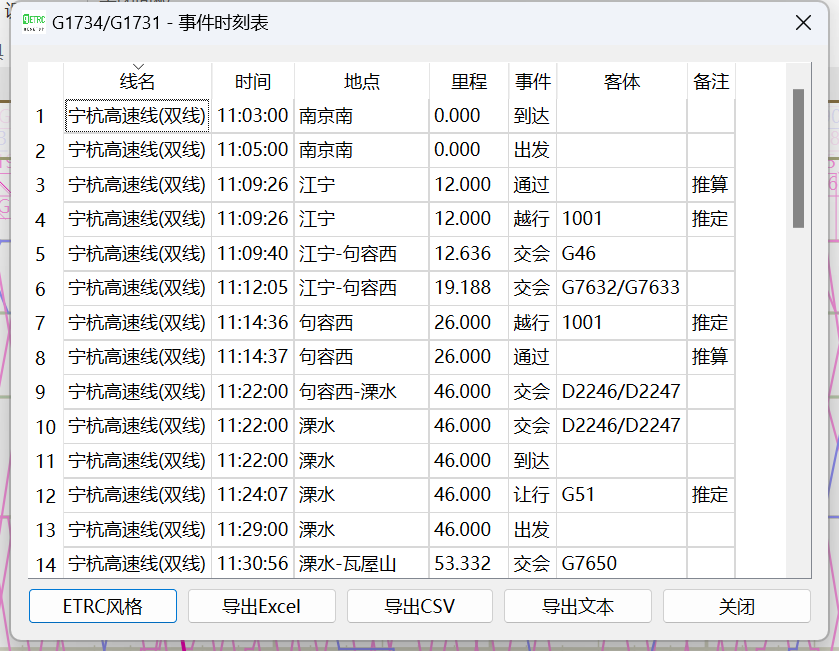 G1734/G1731 - 事件时刻表
线名 时间 地点 里程 事件 客体 备注
1 宁杭高速线(双线) 11:03:00 南京南 0.000 到达
2 宁杭高速线(双线) 11:05:00 南京南 0.000 出发
3 宁杭高速线(双线) 11:09:26 江宁 12.000 通过 推算
4 宁杭高速线(双线) 11:09:26 江宁 12.000 越行 1001 推定
5 宁杭高速线(双线) 11:09:40 江宁-句容西 12.636 交会 G46
6 宁杭高速线(双线) 11:12:05 江宁-句容西 19.188 交会 G7632/G7633
7 宁杭高速线(双线) 11:14:36 句容西 26.000 越行 1001 推定
8 宁杭高速线(双线) 11:14:37 句容西 26.000 通过 推算
9 宁杭高速线(双线) 11:22:00 句容西-溧水 46.000 交会 D2246/D2247
10 宁杭高速线(双线) 11:22:00 溧水 46.000 交会 D2246/D2247
11 宁杭高速线(双线) 11:22:00 溧水 46.000 到达
12 宁杭高速线(双线) 11:24:07 溧水 46.000 让行 G51 推定
13 宁杭高速线(双线) 11:29:00 溧水 46.000 出发
14 宁杭高速线(双线) 11:30:56 溧水-瓦屋山 53.332 交会 G7650
ETRC风格 导出Excel 导出CSV 导出文本 关闭